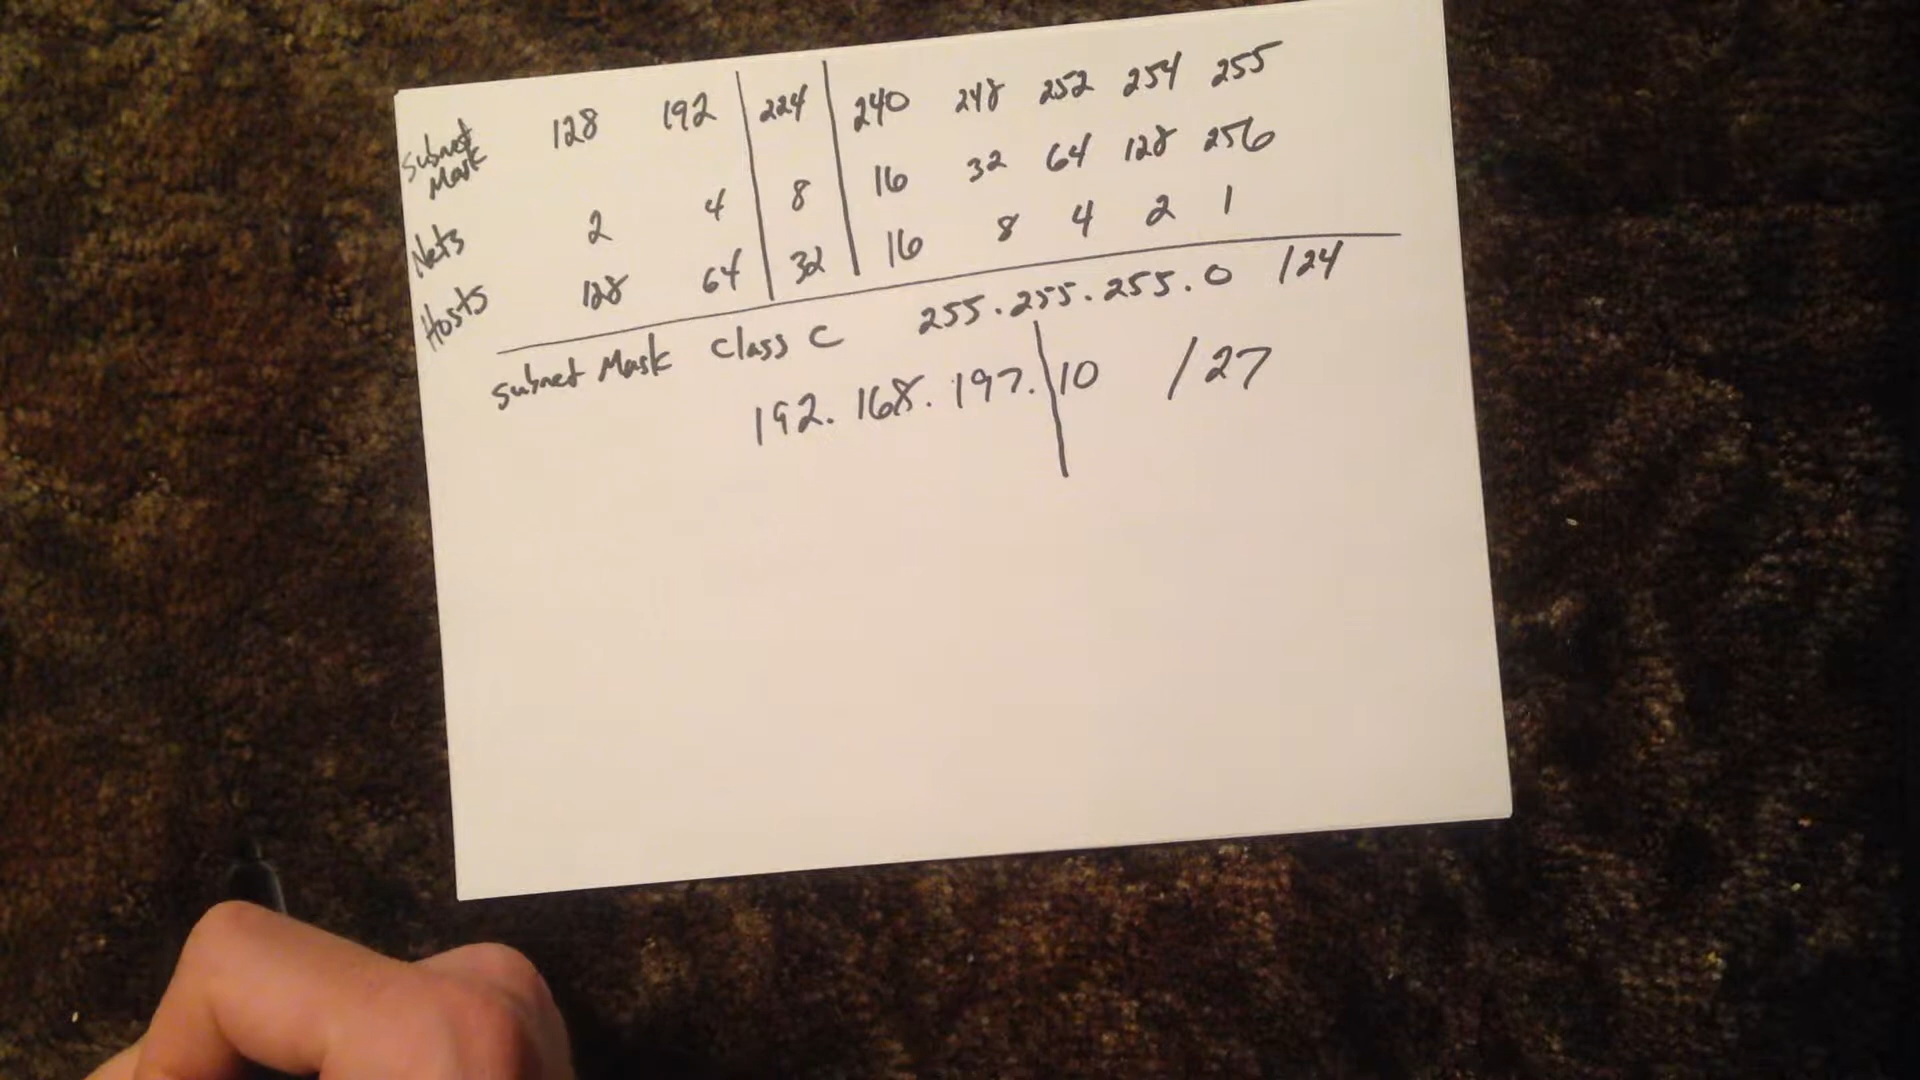 Subnet Mask 128 192 224 240 248 252 254 255
Nets 2 4 8 16 32 64 128 256
Hosts 128 64 32 16 8 4 2 1
Subnet Mask Class C 255.255.255.0 /24
192.168.197.10 /27